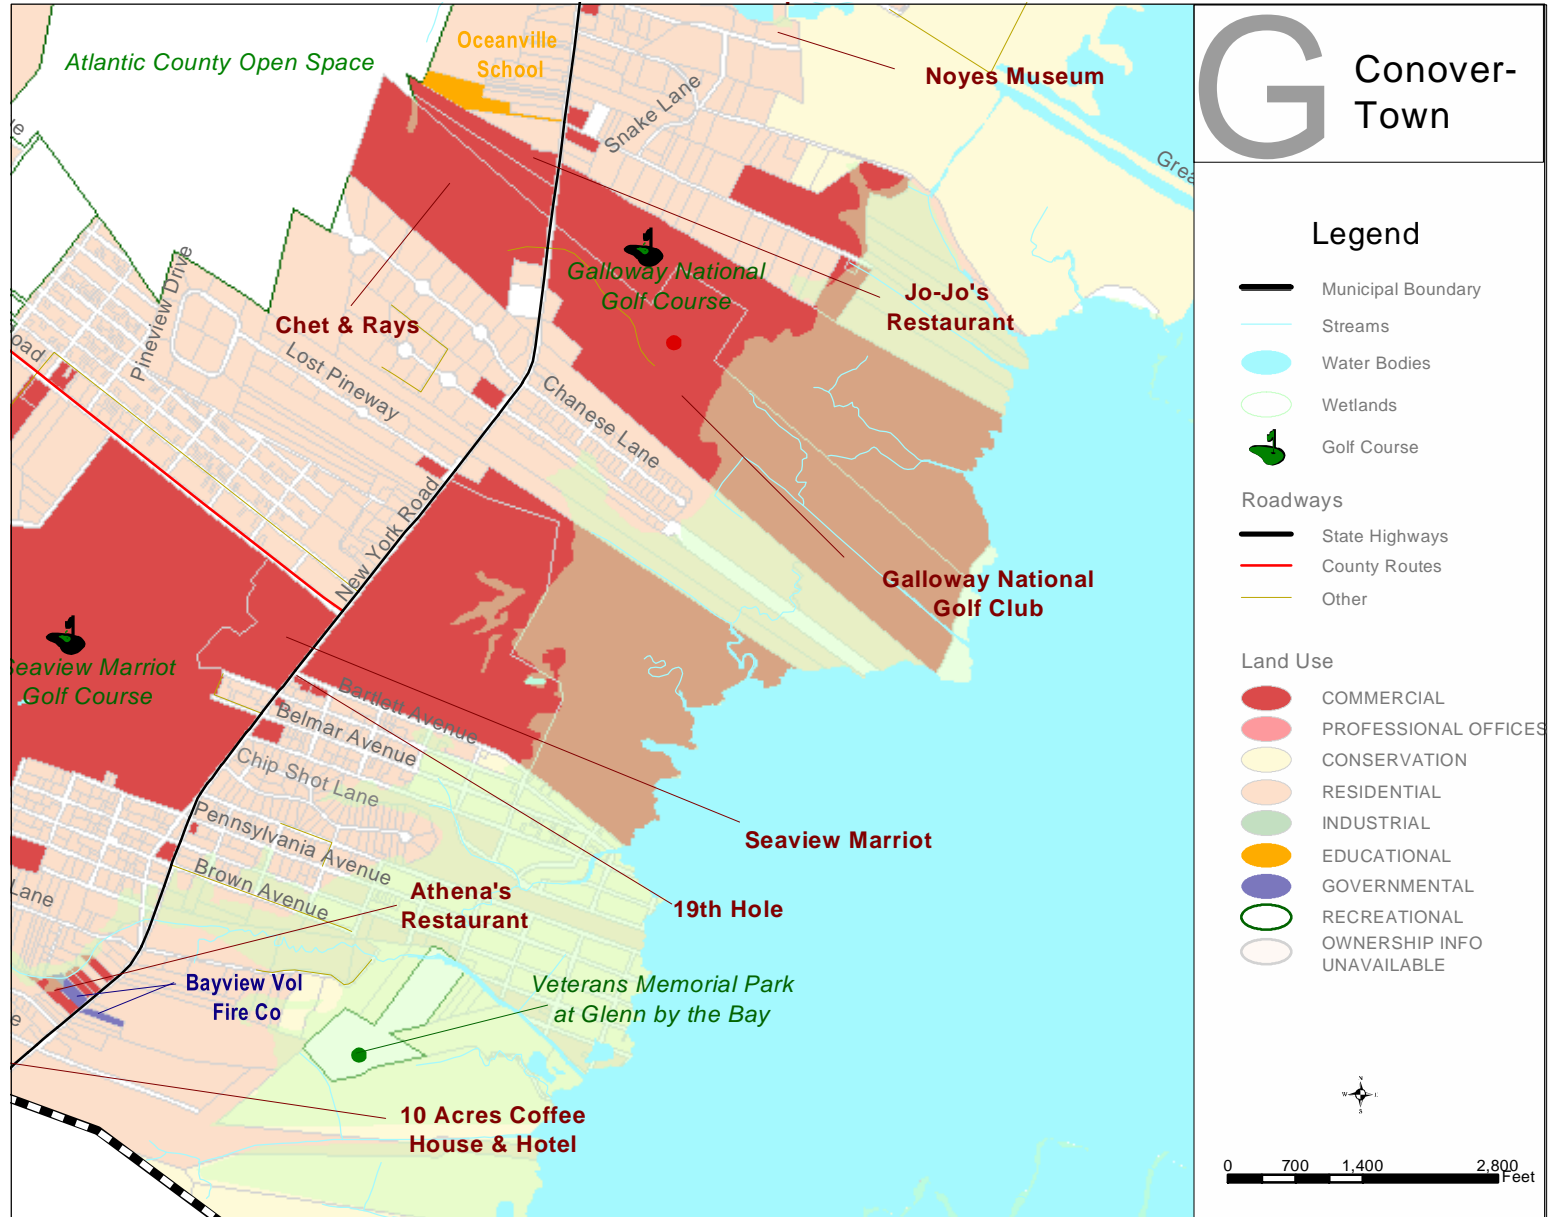 Atlantic County Open Space
Oceanville
School
Noyes Museum
Snake Lane
Pineview Drive
Galloway National
Golf Course
Jo-Jo's
Restaurant
Chet & Rays
Lost Pineway
Chanese Lane
New York Road
Galloway National
Golf Club
Seaview Marriot
Golf Course
Bartlett Avenue
Belmar Avenue
Chip Shot Lane
Seaview Marriot
Pennsylvania Avenue
Brown Avenue
Lane
Athena's
Restaurant
19th Hole
Bayview Vol
Fire Co
Veterans Memorial Park
at Glenn by the Bay
10 Acres Coffee
House & Hotel
G
Conover-
Town
Legend
Municipal Boundary
Streams
Water Bodies
Wetlands
Golf Course
Roadways
State Highways
County Routes
Other
Land Use
COMMERCIAL
PROFESSIONAL OFFICES
CONSERVATION
RESIDENTIAL
INDUSTRIAL
EDUCATIONAL
GOVERNMENTAL
RECREATIONAL
OWNERSHIP INFO
UNAVAILABLE
N
W
S
0 700 1,400 2,800
Feet